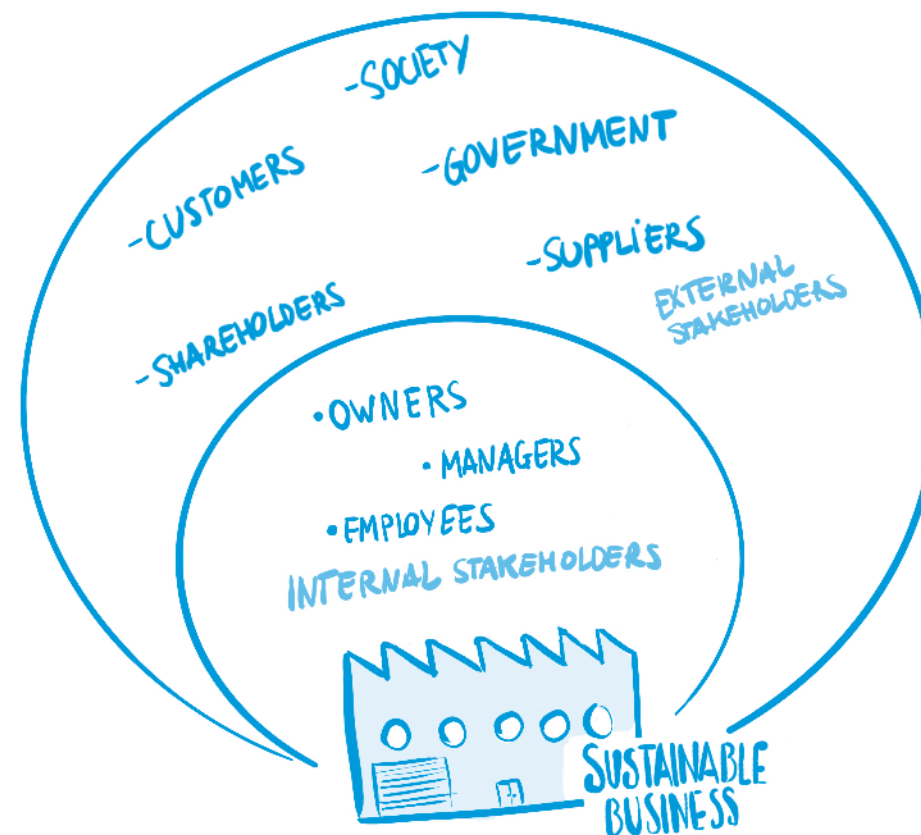 -SOCIETY
-GOVERNMENT
-CUSTOMERS
-SUPPLIERS
EXTERNAL
STAKEHOLDERS
-SHAREHOLDERS
•OWNERS
•MANAGERS
•EMPLOYEES
INTERNAL STAKEHOLDERS
SUSTAINABLE
BUSINESS